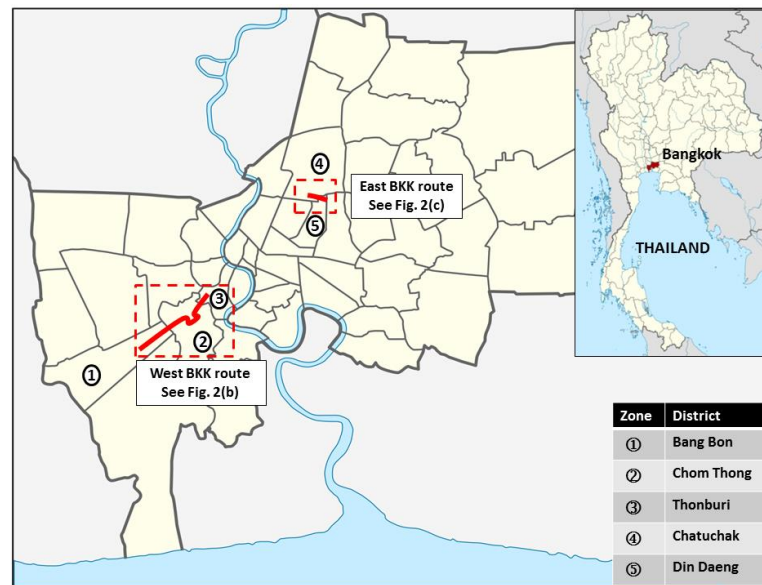 Bangkok
THAILAND
④
East BKK route
See Fig. 2(c)
⑤
③
②
①
West BKK route
See Fig. 2(b)
Zone District
① Bang Bon
② Chom Thong
③ Thonburi
④ Chatuchak
⑤ Din Daeng